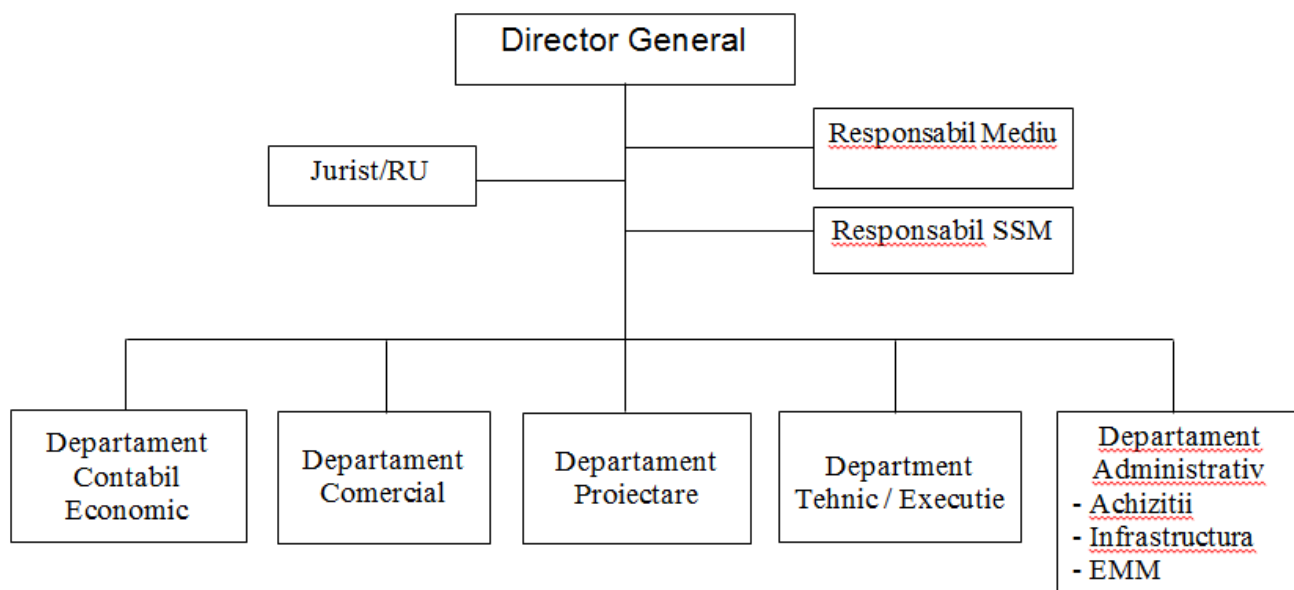 Director General
Responsabil Mediu
Jurist/RU
Responsabil SSM
Departament
Contabil
Economic
Departament
Comercial
Departament
Proiectare
Department
Tehnic / Executie
Departament
Administrativ
- Achizitii
- Infrastructura
- EMM